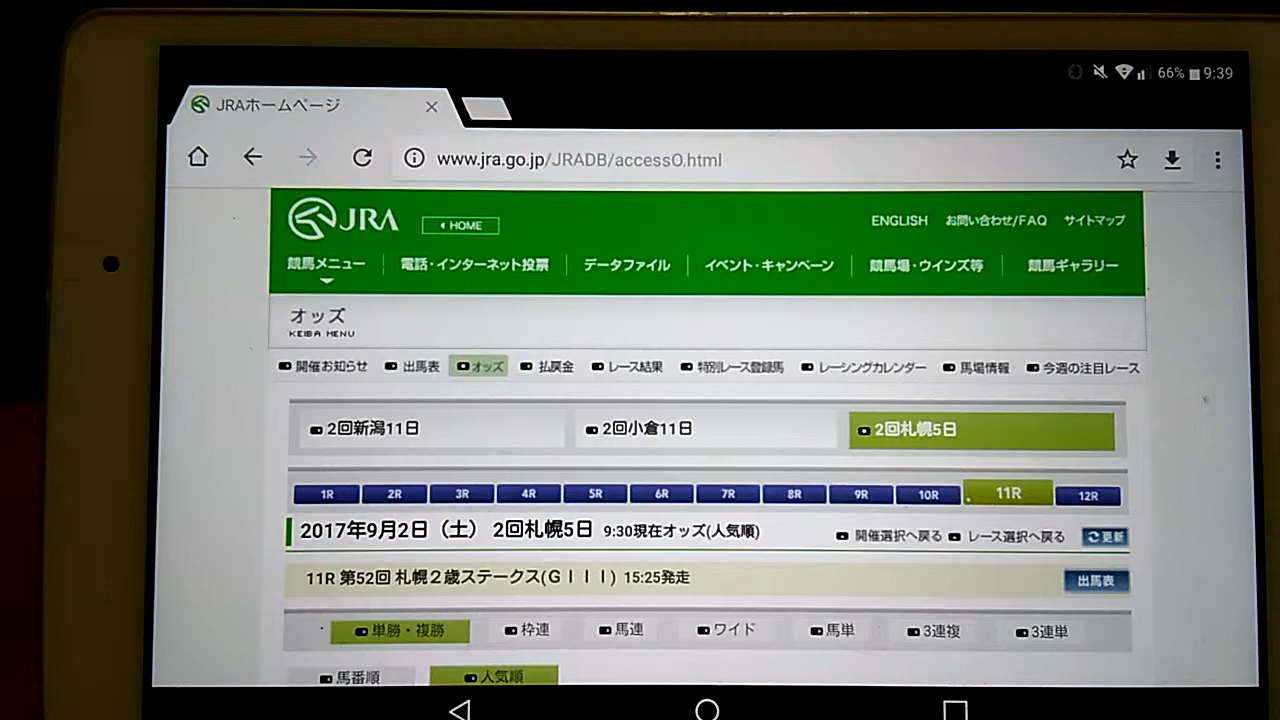 66% 9:39
JRAホームページ
www.jra.go.jp/JRADB/accessO.html
JRA HOME ENGLISH お問い合わせ/FAQ サイトマップ
競馬メニュー 電話・インターネット投票 データファイル イベント・キャンペーン 競馬場・ウインズ等 競馬ギャラリー
オッズ
KEIBA MENU
開催お知らせ 出馬表 オッズ 払戻金 レース結果 特別レース登録馬 レーシングカレンダー 馬場情報 今週の注目レース
2回新潟11日 2回小倉11日 2回札幌5日
1R 2R 3R 4R 5R 6R 7R 8R 9R 10R 11R 12R
2017年9月2日（土） 2回札幌5日 9:30現在オッズ(人気順) 開催選択へ戻る レース選択へ戻る 更新
11R 第52回 札幌２歳ステークス(ＧＩＩＩ) 15:25発走 出馬表
単勝・複勝 枠連 馬連 ワイド 馬単 3連複 3連単
馬番順 人気順